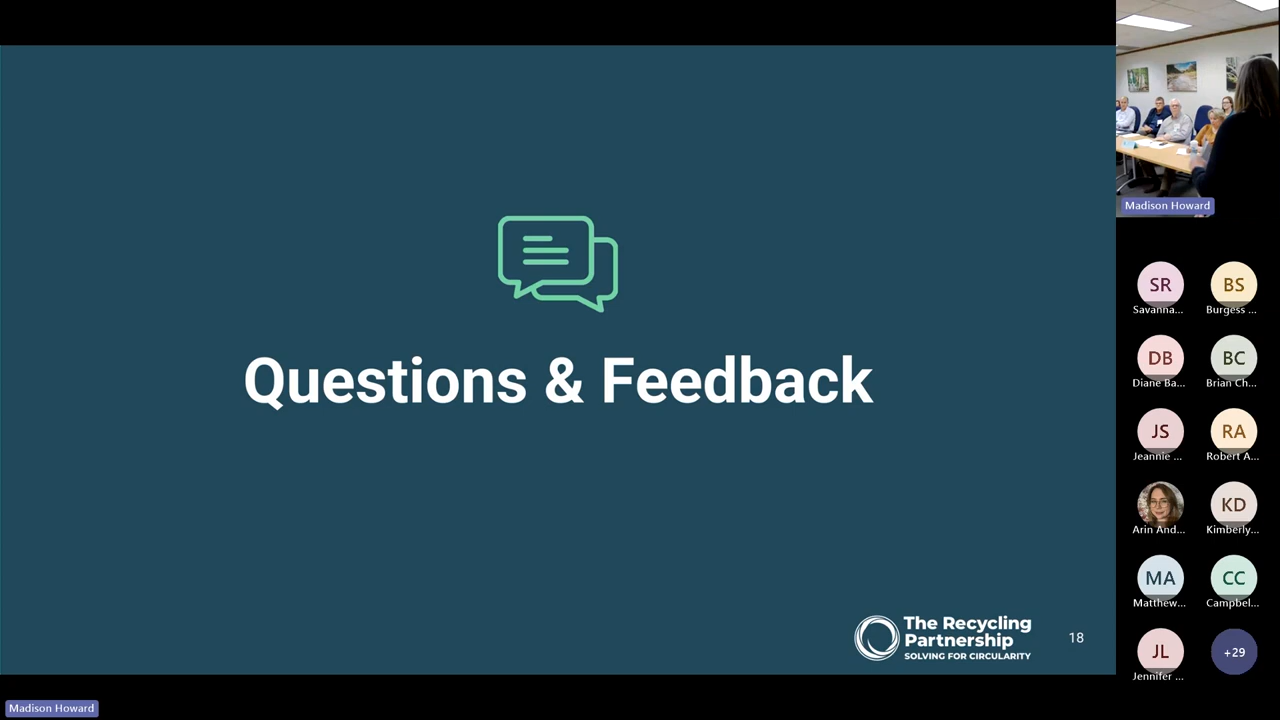 Questions & Feedback
The Recycling
Partnership
SOLVING FOR CIRCULARITY
18
Madison Howard
Madison Howard
SR
Savanna...
BS
Burgess ...
DB
Diane Ba...
BC
Brian Ch...
JS
Jeannie ...
RA
Robert A...
Arin And...
KD
Kimberly...
MA
Matthew...
CC
Campbel...
JL
Jennifer ...
+29